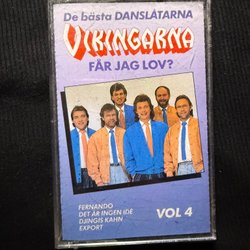 De bästa DANSLÅTARNA
VIKINGARNA
FÅR JAG LOV?
FERNANDO
DET ÄR INGEN IDÉ
DJINGIS KAHN
EXPORT
VOL 4